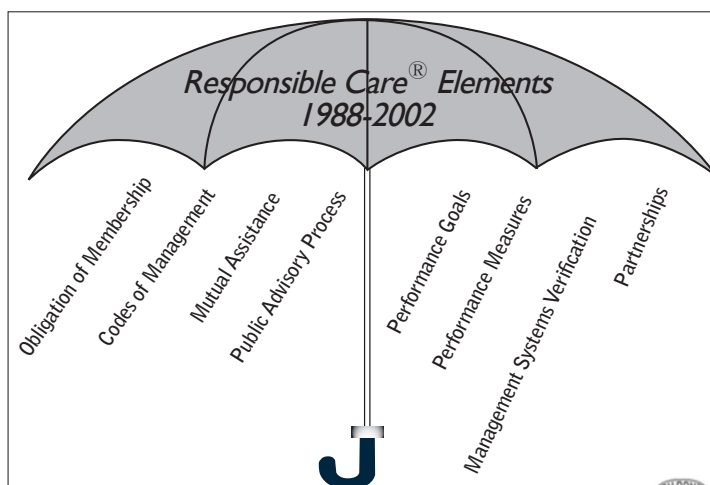 Responsible Care® Elements
1988-2002
Obligation of Membership
Codes of Management
Mutual Assistance
Public Advisory Process
Performance Goals
Performance Measures
Management Systems Verification
Partnerships